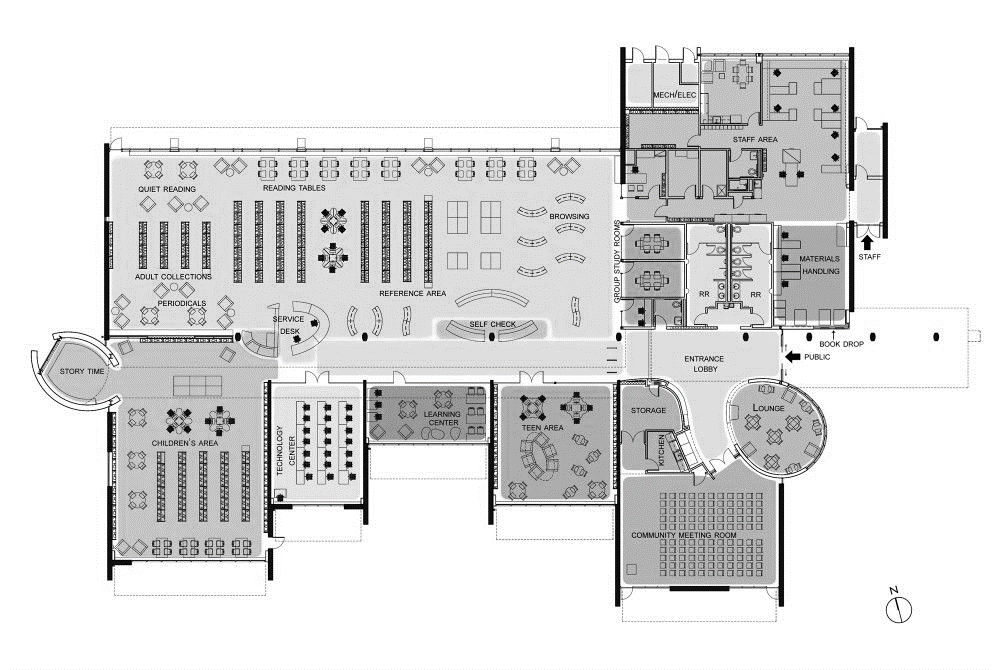 MECH/ELEC
STAFF AREA
QUIET READING
READING TABLES
BROWSING
GROUP STUDY ROOMS
STAFF
MATERIALS
HANDLING
ADULT COLLECTIONS
REFERENCE AREA
RR
RR
PERIODICALS
SERVICE
DESK
SELF CHECK
BOOK DROP
PUBLIC
ENTRANCE
LOBBY
STORY TIME
STORAGE
LOUNGE
LEARNING
CENTER
TEEN AREA
CHILDREN'S AREA
TECHNOLOGY
CENTER
KITCHEN
COMMUNITY MEETING ROOM
N